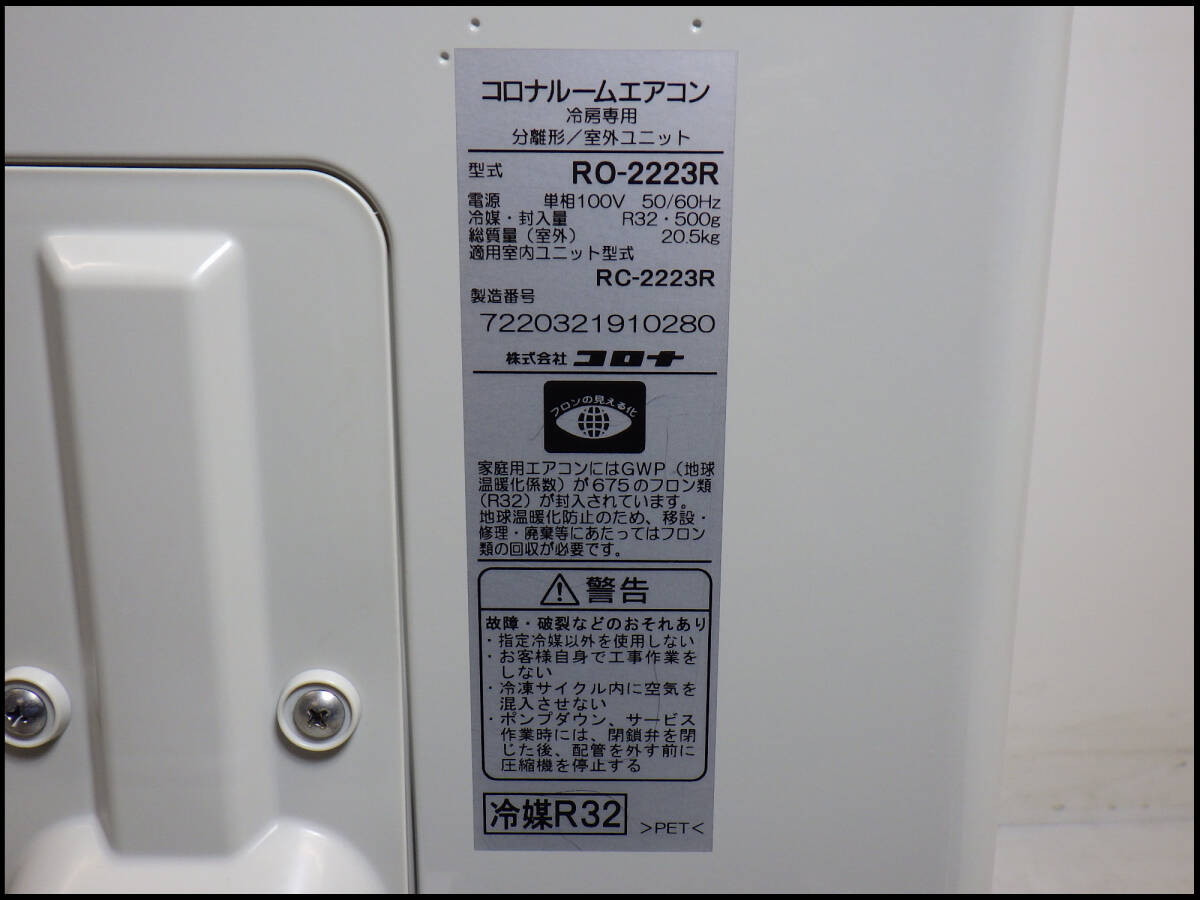 コロナルームエアコン
冷房専用
分離形/室外ユニット
型式 RO-2223R
電源 単相100V 50/60Hz
冷媒・封入量 R32・500g
総質量(室外) 20.5kg
適用室内ユニット型式
RC-2223R
製造番号
7220321910280
株式会社 コロナ
フロンの見える化
家庭用エアコンにはGWP(地球
温暖化係数)が675のフロン類
(R32)が封入されています。
地球温暖化防止のため、移設・
修理・廃棄等にあたってはフロン
類の回収が必要です。
警告
故障・破裂などのおそれあり
・指定冷媒以外を使用しない
・お客様自身で工事作業を
しない
・冷凍サイクル内に空気を
混入させない
・ポンプダウン、サービス
作業時には、閉鎖弁を閉
じた後、配管を外す前に
圧縮機を停止する
冷媒R32 >PET<